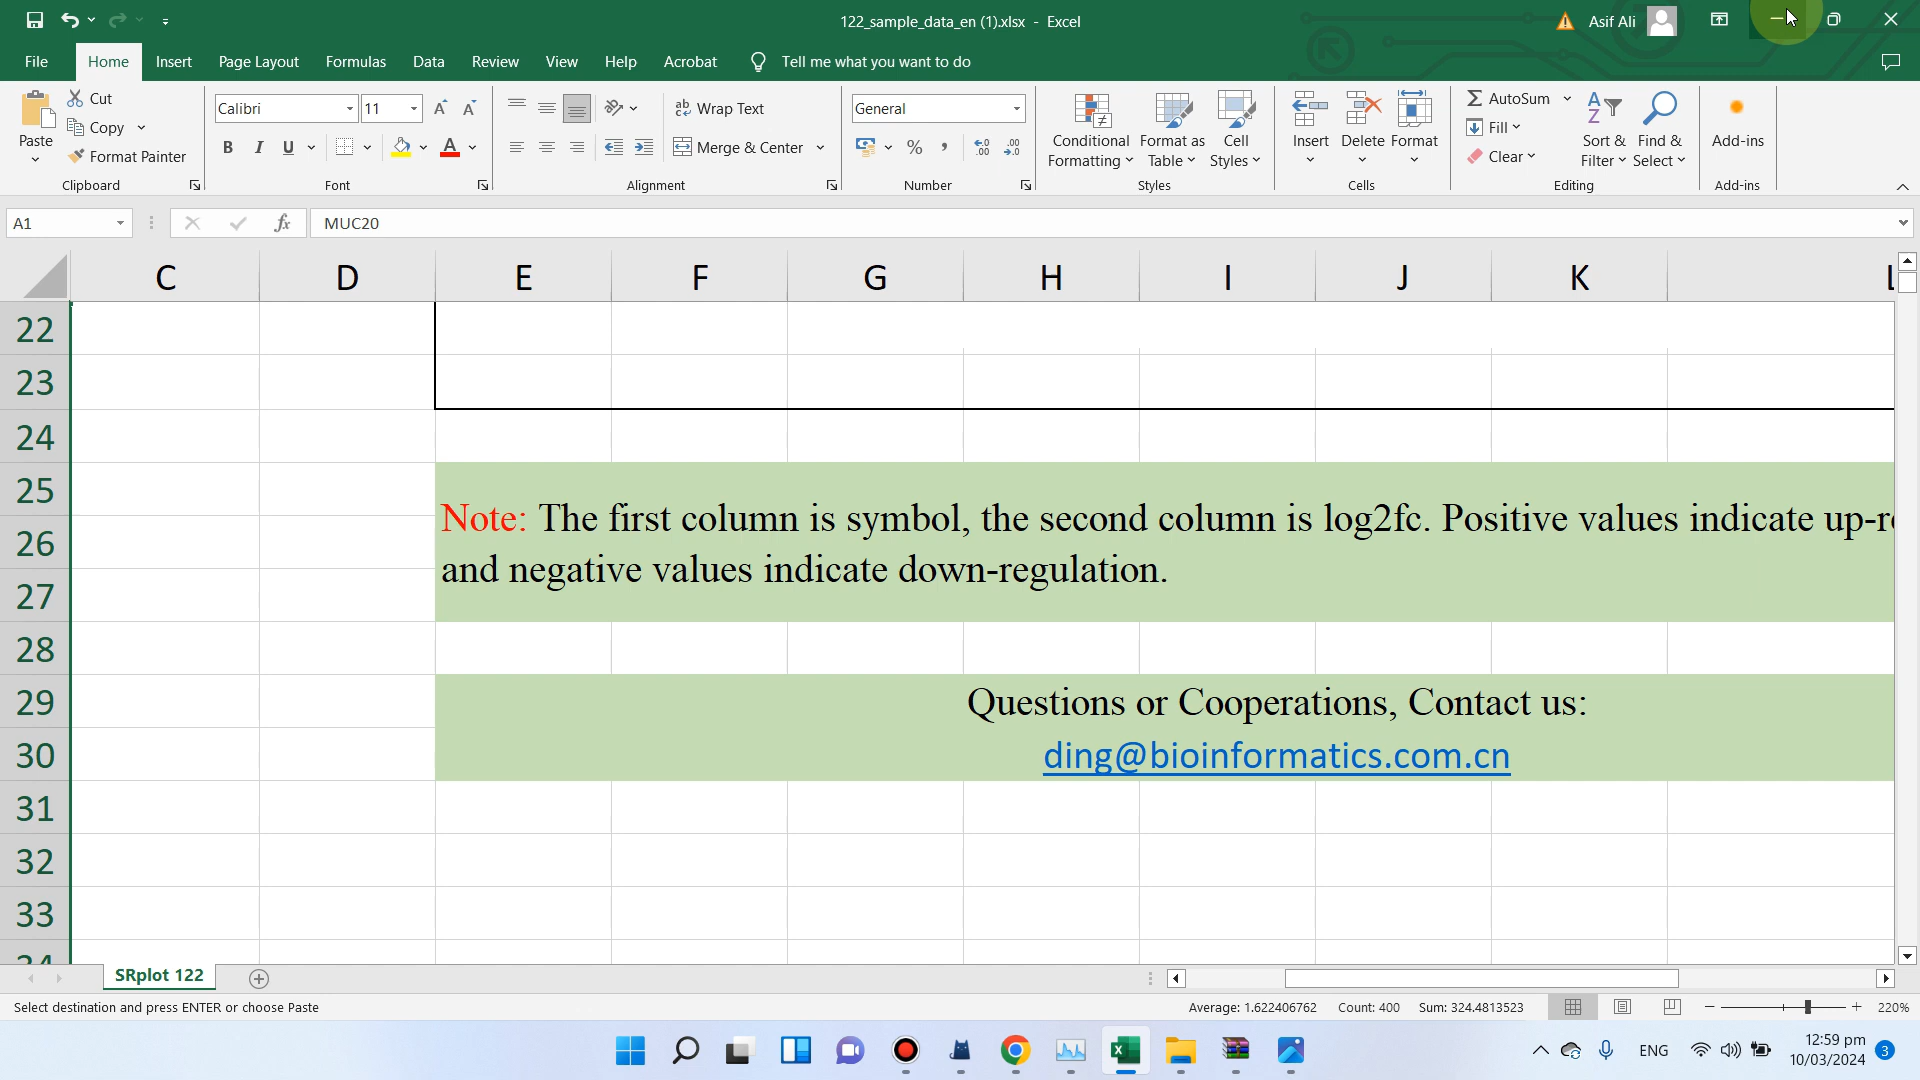 122_sample_data_en (1).xlsx - Excel
Asif Ali
File Home Insert Page Layout Formulas Data Review View Help Acrobat Tell me what you want to do
Paste
Cut
Copy
Format Painter
Clipboard
Calibri 11
B I U
Font
Wrap Text
Merge & Center
Alignment
General
Number
Conditional Formatting
Format as Table
Cell Styles
Styles
Insert Delete Format
Cells
AutoSum
Fill
Clear
Sort & Filter
Find & Select
Editing
Add-ins
Add-ins
A1 fx MUC20
C D E F G H I J K
22
23
24
25
26
27
28
29
30
31
32
33
34
Note: The first column is symbol, the second column is log2fc. Positive values indicate up-r
and negative values indicate down-regulation.
Questions or Cooperations, Contact us:
ding@bioinformatics.com.cn
SRplot 122
Select destination and press ENTER or choose Paste
Average: 1.622406762 Count: 400 Sum: 324.4813523
220%
ENG
12:59 pm
10/03/2024
3